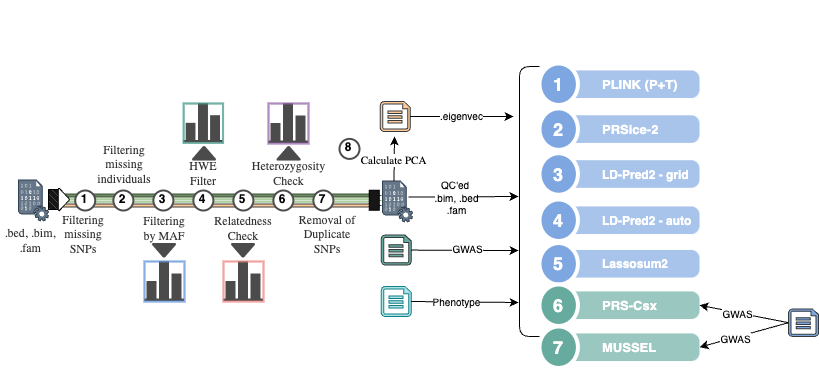 .bed, .bim,
.fam
1
Filtering
missing
SNPs
2
Filtering
missing
individuals
3
Filtering
by MAF
4
HWE
Filter
5
Relatedness
Check
6
Heterozygosity
Check
7
Removal of
Duplicate
SNPs
8
Calculate PCA
.eigenvec
QC'ed
.bim, .bed
.fam
GWAS
Phenotype
1 PLINK (P+T)
2 PRSice-2
3 LD-Pred2 - grid
4 LD-Pred2 - auto
5 Lassosum2
6 PRS-Csx
7 MUSSEL
GWAS
GWAS